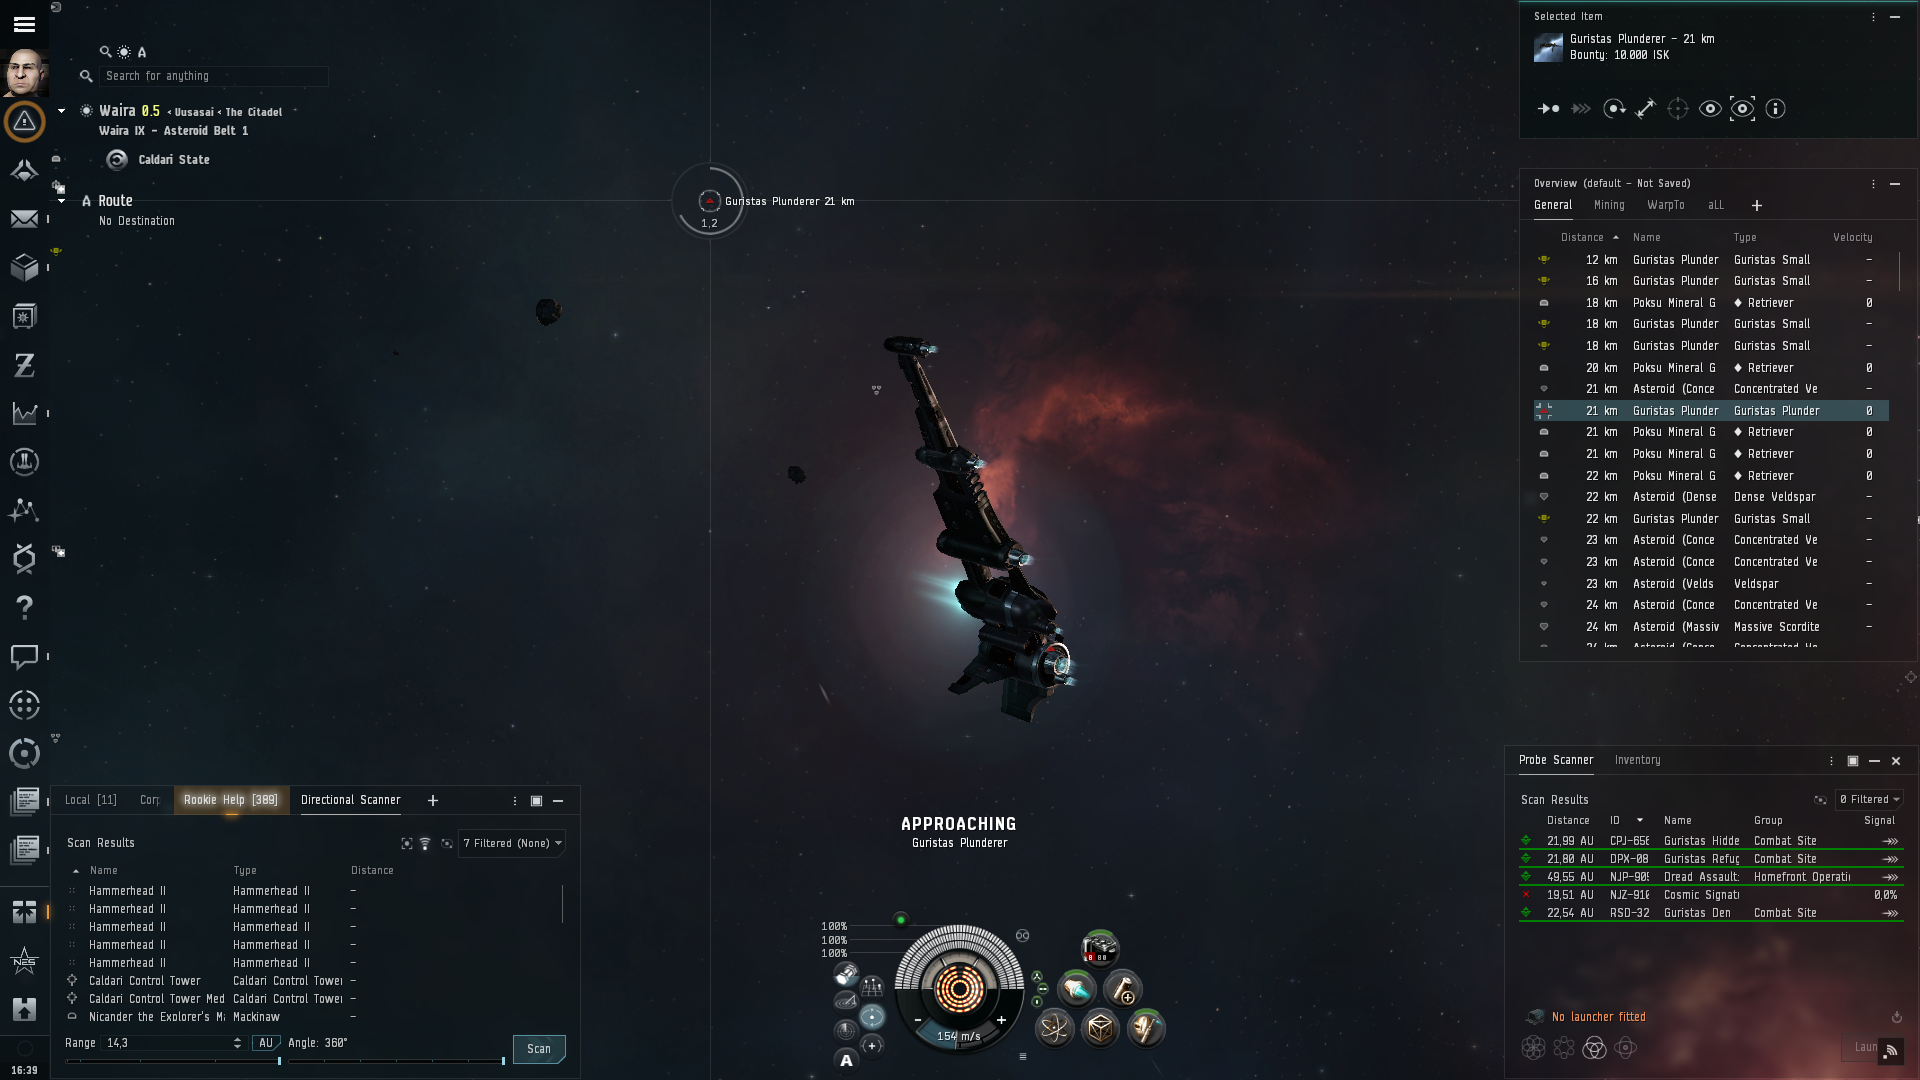 Search for anything
Waira 0.5 < Uusasai < The Citadel
Waira IX - Asteroid Belt 1
Caldari State
Route
No Destination
Guristas Plunderer 21 km
1,2
Selected Item
Guristas Plunderer - 21 km
Bounty: 10.000 ISK
Overview (default - Not Saved)
General Mining WarpTo aLL +
Distance Name Type Velocity
12 km Guristas Plunder Guristas Small -
16 km Guristas Plunder Guristas Small -
18 km Poksu Mineral G Retriever 0
18 km Guristas Plunder Guristas Small -
18 km Guristas Plunder Guristas Small -
20 km Poksu Mineral G Retriever 0
21 km Asteroid (Conce Concentrated Ve -
21 km Guristas Plunder Guristas Plunder 0
21 km Poksu Mineral G Retriever 0
21 km Poksu Mineral G Retriever 0
22 km Poksu Mineral G Retriever 0
22 km Asteroid (Dense Dense Veldspar -
22 km Guristas Plunder Guristas Small -
23 km Asteroid (Conce Concentrated Ve -
23 km Asteroid (Conce Concentrated Ve -
23 km Asteroid (Velds Veldspar -
24 km Asteroid (Conce Concentrated Ve -
24 km Asteroid (Massiv Massive Scordite -
Local [11] Corp Rookie Help [389] Directional Scanner +
Scan Results
7 Filtered (None)
Name Type Distance
Hammerhead II Hammerhead II -
Hammerhead II Hammerhead II -
Hammerhead II Hammerhead II -
Hammerhead II Hammerhead II -
Hammerhead II Hammerhead II -
Caldari Control Tower Caldari Control Tower -
Caldari Control Tower Med Caldari Control Tower -
Nicander the Explorer's Ma Mackinaw -
Range 14,3 AU Angle: 360°
Scan
16:39
NES
APPROACHING
Guristas Plunderer
100%
100%
100%
154 m/s
A
Probe Scanner Inventory
Scan Results
0 Filtered
Distance ID Name Group Signal
21,99 AU CPJ-656 Guristas Hidde Combat Site
21,80 AU DPX-08 Guristas Refug Combat Site
49,55 AU NJP-905 Dread Assault: Homefront Operati
19,51 AU NJZ-918 Cosmic Signati 0,0%
22,54 AU RSD-32 Guristas Den Combat Site
No launcher fitted
Laun